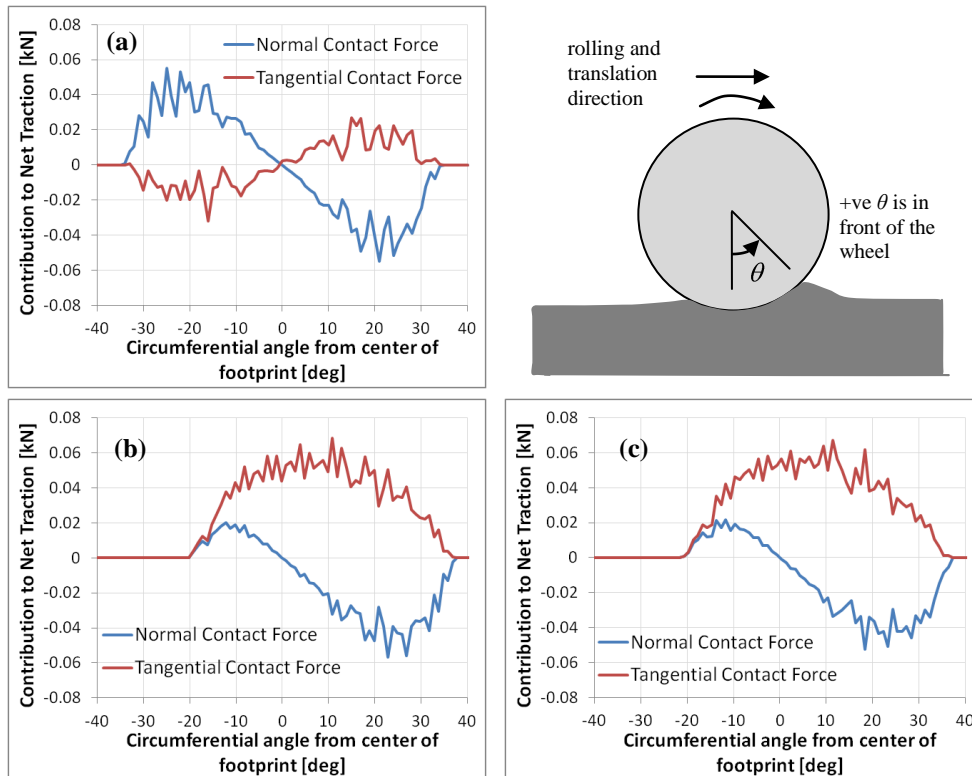 (a)
Normal Contact Force
Tangential Contact Force
Contribution to Net Traction [kN]
0.08
0.06
0.04
0.02
0
-0.02
-0.04
-0.06
-0.08
-40 -30 -20 -10 0 10 20 30 40
Circumferential angle from center of
footprint [deg]
rolling and
translation
direction
+ve θ is in
front of the
wheel
θ
(b)
Normal Contact Force
Tangential Contact Force
Contribution to Net Traction [kN]
0.08
0.06
0.04
0.02
0
-0.02
-0.04
-0.06
-0.08
-40 -30 -20 -10 0 10 20 30 40
Circumferential angle from center of
footprint [deg]
(c)
Normal Contact Force
Tangential Contact Force
Contribution to Net Traction [kN]
0.08
0.06
0.04
0.02
0
-0.02
-0.04
-0.06
-0.08
-40 -30 -20 -10 0 10 20 30 40
Circumferential angle from center of
footprint [deg]